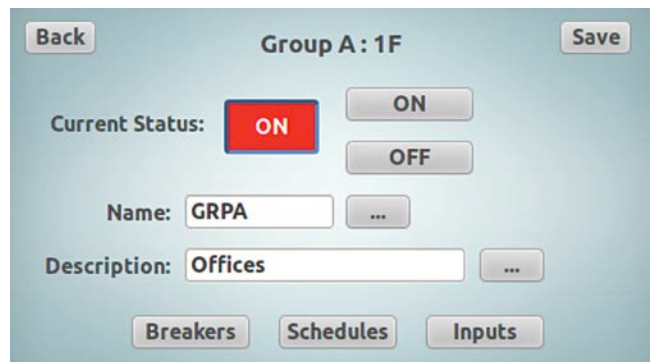 Back Group A : 1F Save
Current Status: ON ON
OFF
Name: GRPA ...
Description: Offices ...
Breakers Schedules Inputs